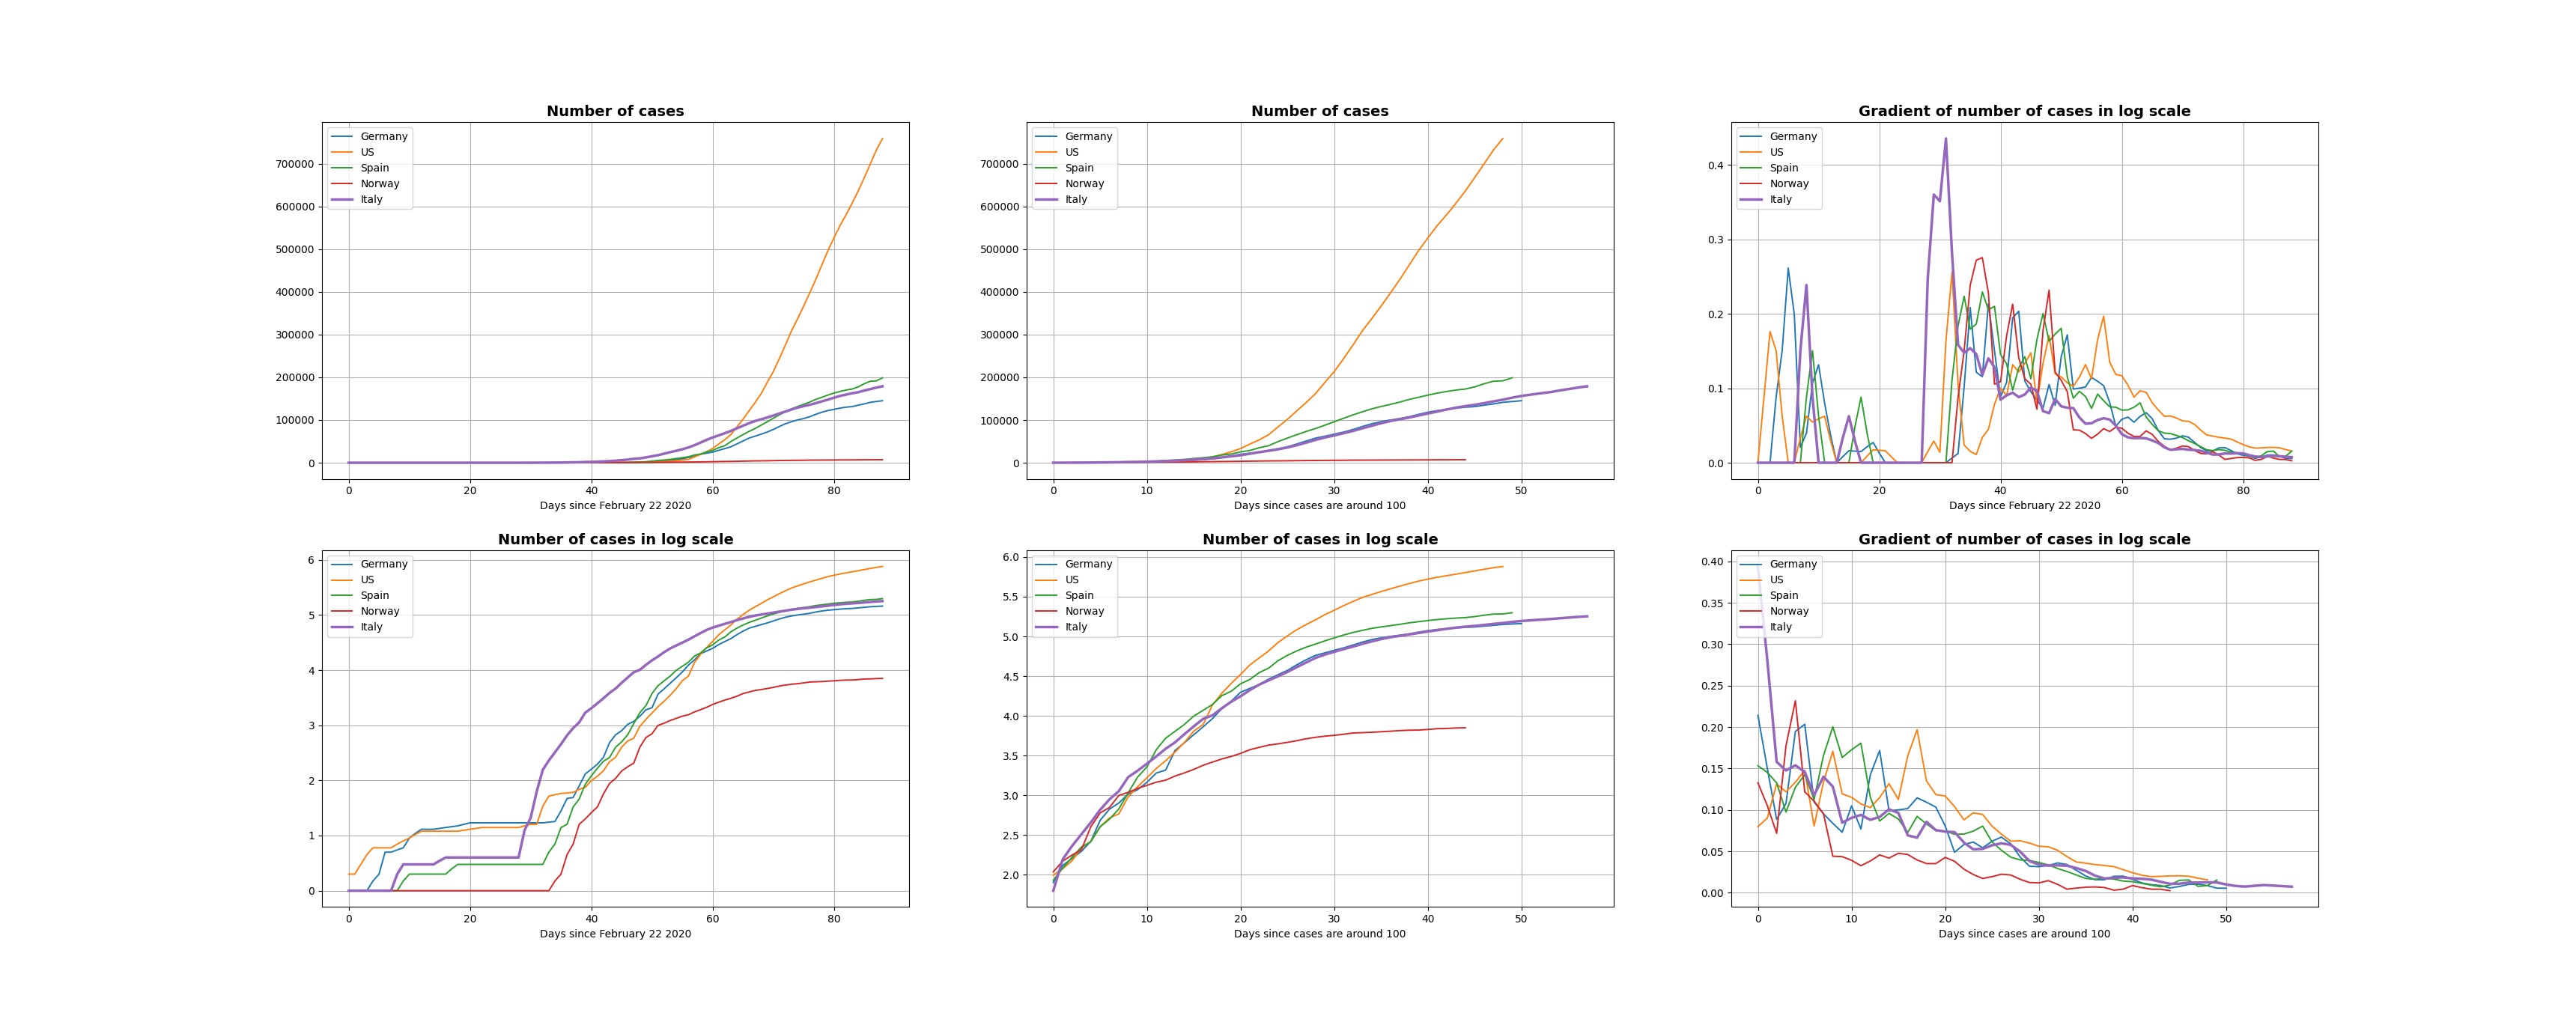 Number of cases
Germany
US
Spain
Norway
Italy
700000
600000
500000
400000
300000
200000
100000
0
0 20 40 60 80
Days since February 22 2020
Number of cases
Germany
US
Spain
Norway
Italy
700000
600000
500000
400000
300000
200000
100000
0
0 10 20 30 40 50
Days since cases are around 100
Gradient of number of cases in log scale
Germany
US
Spain
Norway
Italy
0.4
0.3
0.2
0.1
0.0
0 20 40 60 80
Days since February 22 2020
Number of cases in log scale
Germany
US
Spain
Norway
Italy
6
5
4
3
2
1
0
0 20 40 60 80
Days since February 22 2020
Number of cases in log scale
Germany
US
Spain
Norway
Italy
6.0
5.5
5.0
4.5
4.0
3.5
3.0
2.5
2.0
0 10 20 30 40 50
Days since cases are around 100
Gradient of number of cases in log scale
Germany
US
Spain
Norway
Italy
0.40
0.35
0.30
0.25
0.20
0.15
0.10
0.05
0.00
0 10 20 30 40 50
Days since cases are around 100